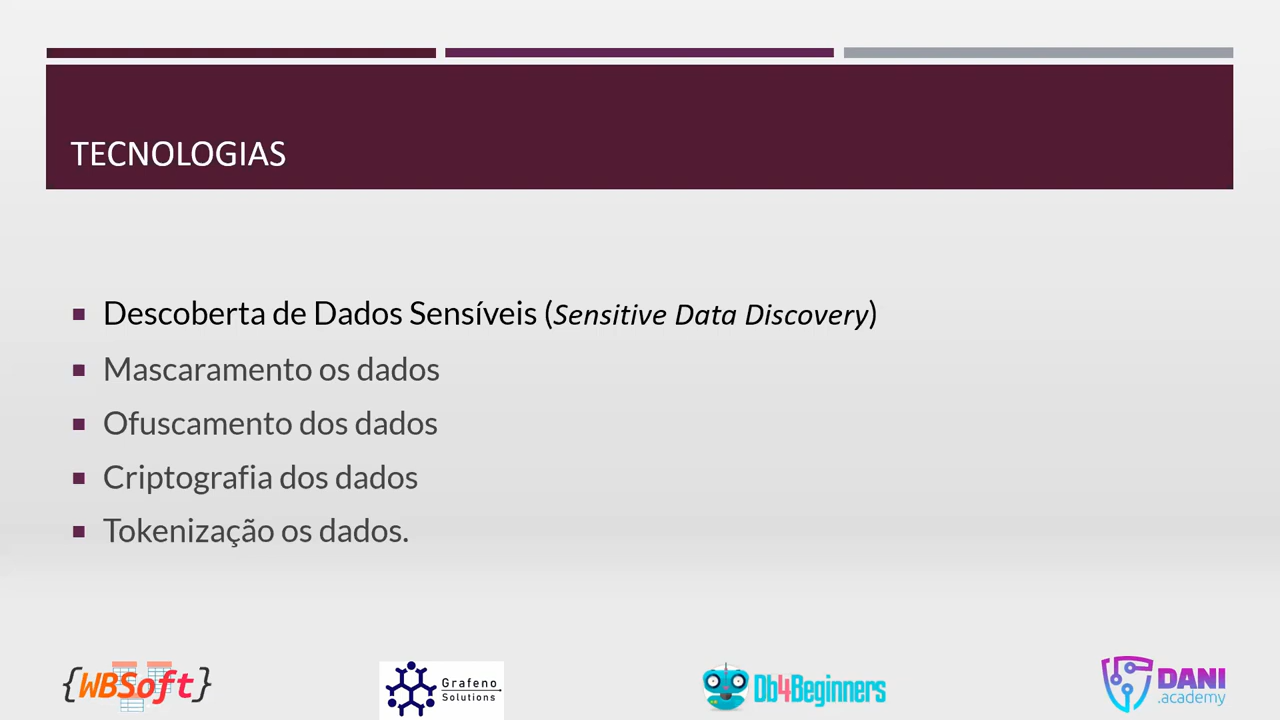 TECNOLOGIAS
Descoberta de Dados Sensíveis (Sensitive Data Discovery)
Mascaramento os dados
Ofuscamento dos dados
Criptografia dos dados
Tokenização os dados.
{WBSoft}
Grafeno
Solutions
Db4Beginners
DANI
.academy